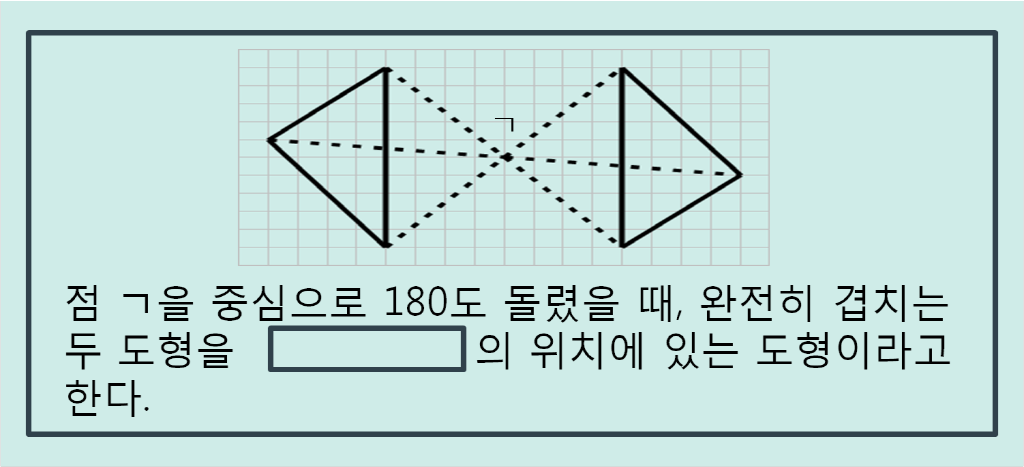 ㄱ
점 ㄱ을 중심으로 180도 돌렸을 때, 완전히 겹치는
두 도형을 의 위치에 있는 도형이라고
한다.